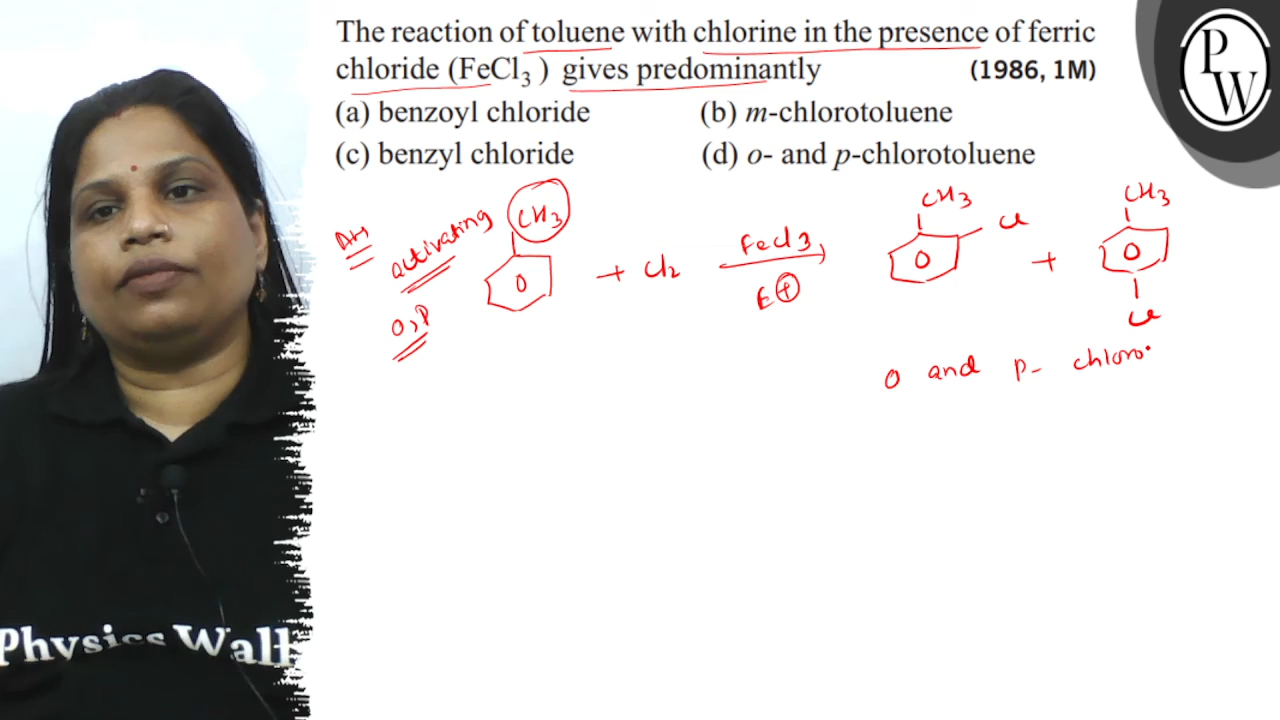 The reaction of toluene with chlorine in the presence of ferric
chloride (FeCl3) gives predominantly (1986, 1M)
(a) benzoyl chloride (b) m-chlorotoluene
(c) benzyl chloride (d) o- and p-chlorotoluene
PW
Ans
activating
O,P
CH3
+ Cl2
FeCl3
E+
CH3
Cl
+
CH3
Cl
O and P- chloro
Physics Wall